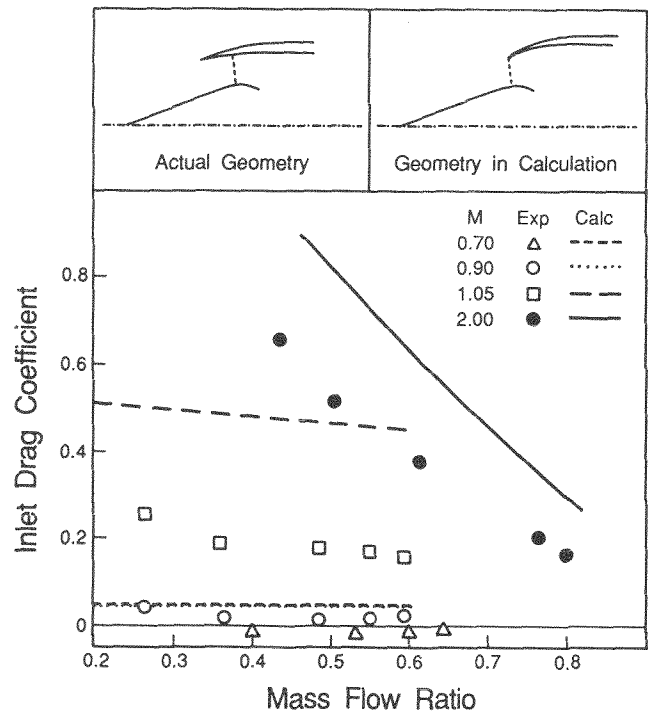 Actual Geometry
Geometry in Calculation
M Exp Calc
0.70
0.90
1.05
2.00
Inlet Drag Coefficient
0.8
0.6
0.4
0.2
0
0.2 0.3 0.4 0.5 0.6 0.7 0.8
Mass Flow Ratio